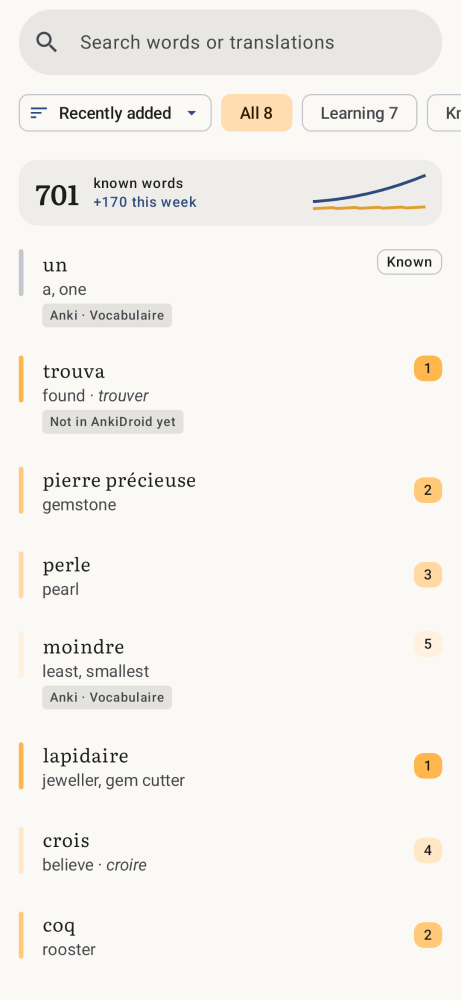 Search words or translations
Recently added
All 8
Learning 7
701
known words
+170 this week
un
Known
a, one
Anki · Vocabulaire
trouva
1
found · trouver
Not in AnkiDroid yet
pierre précieuse
2
gemstone
perle
3
pearl
moindre
5
least, smallest
Anki · Vocabulaire
lapidaire
1
jeweller, gem cutter
crois
4
believe · croire
coq
2
rooster